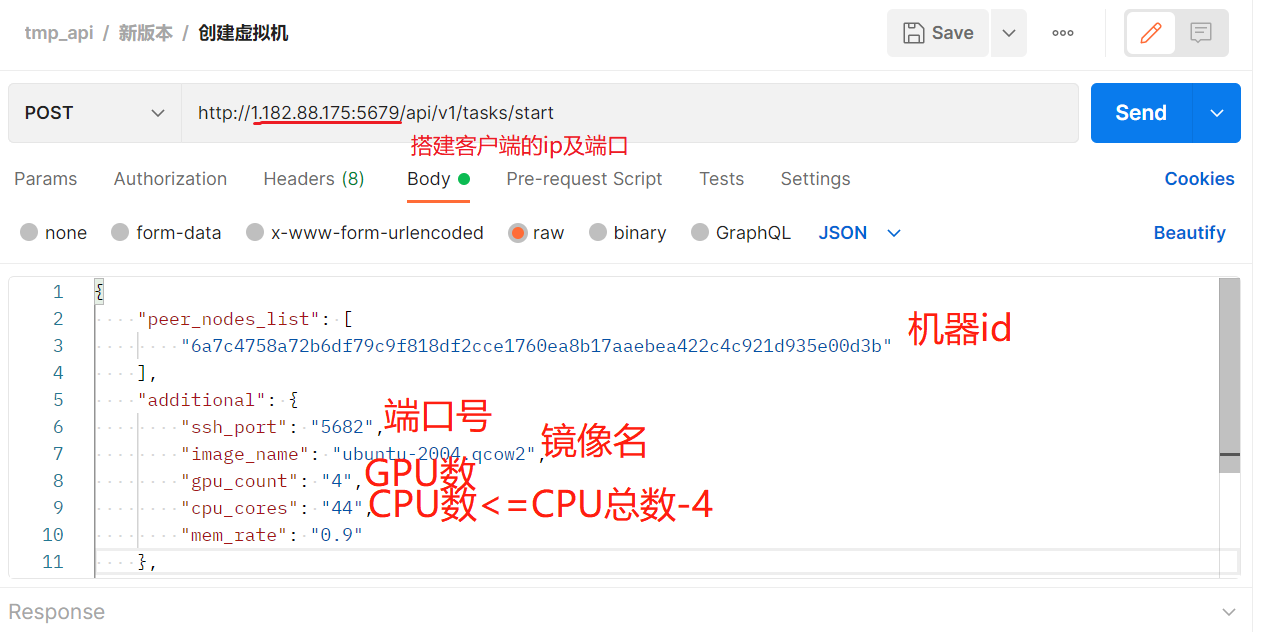 tmp_api / 新版本 / 创建虚拟机
Save
POST
http://1.182.88.175:5679/api/v1/tasks/start
Send
搭建客户端的ip及端口
Params Authorization Headers (8) Body Pre-request Script Tests Settings Cookies
none form-data x-www-form-urlencoded raw binary GraphQL JSON Beautify
1 {
2 "peer_nodes_list": [
3 "6a7c4758a72b6df79c9f818df2cce1760ea8b17aaebea422c4c921d935e00d3b" 机器id
4 ],
5 "additional": {
6 "ssh_port": "5682", 端口号
7 "image_name": "ubuntu-2004.qcow2", 镜像名
8 "gpu_count": "4", GPU数
9 "cpu_cores": "44", CPU数<=CPU总数-4
10 "mem_rate": "0.9"
11 },
Response